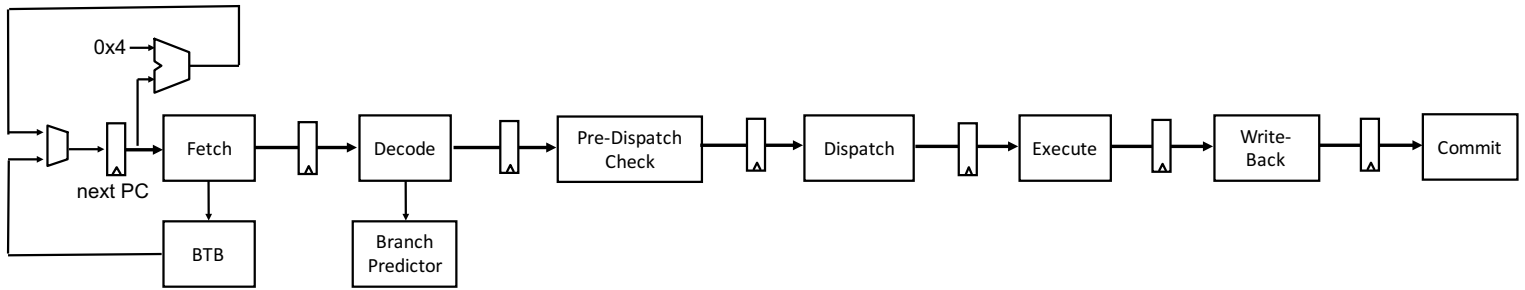 0x4
next PC
Fetch
Decode
Pre-Dispatch
Check
Dispatch
Execute
Write-
Back
Commit
BTB
Branch
Predictor